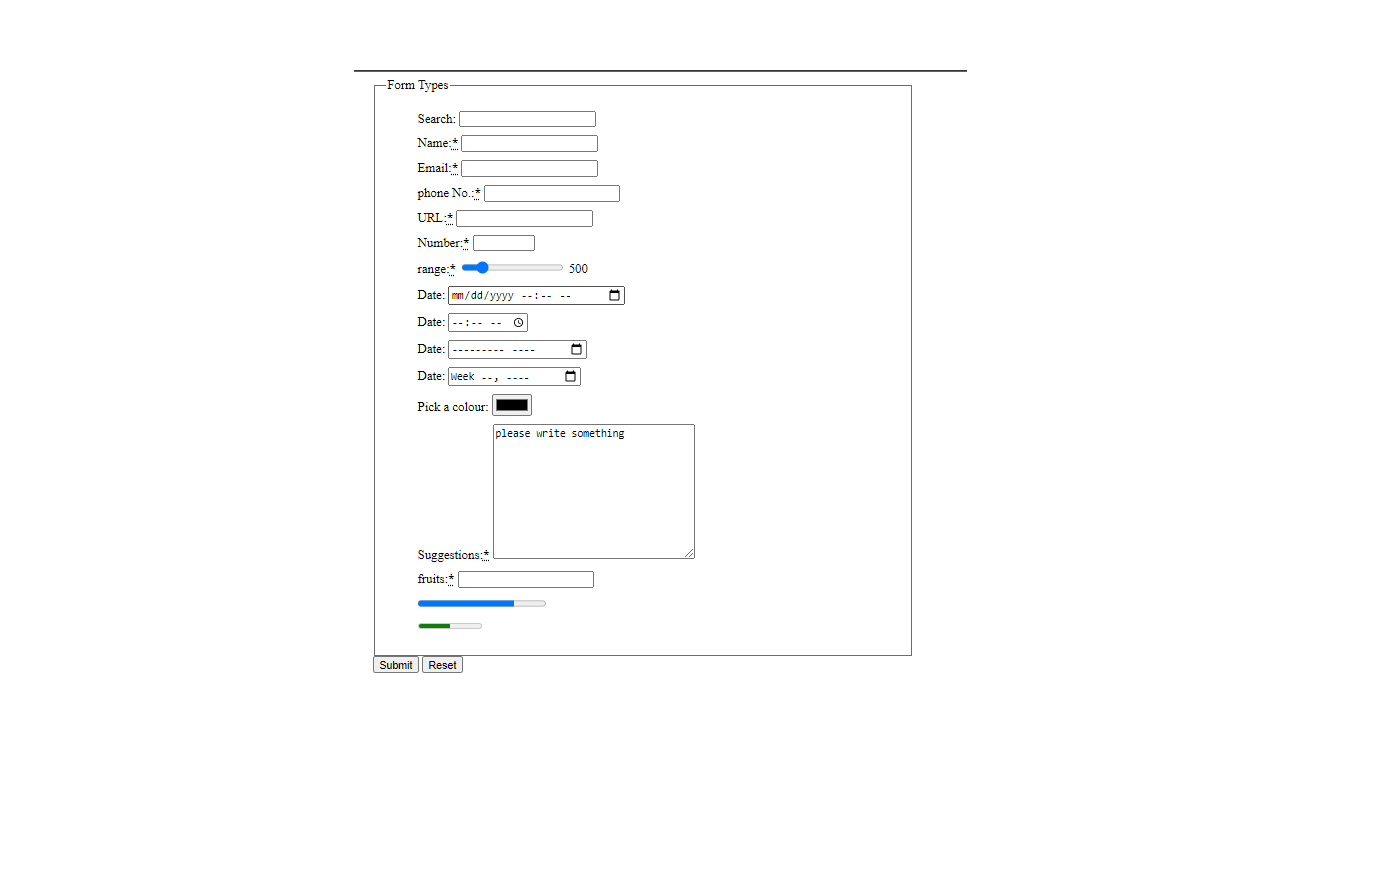 Form Types
Search:
Name:*
Email:*
phone No.:*
URL:*
Number:*
range:* 500
Date: mm/dd/yyyy --:-- --
Date: --:-- --
Date: --------- ----
Date: Week --, ----
Pick a colour:
please write something
Suggestions:*
fruits:*
Submit Reset